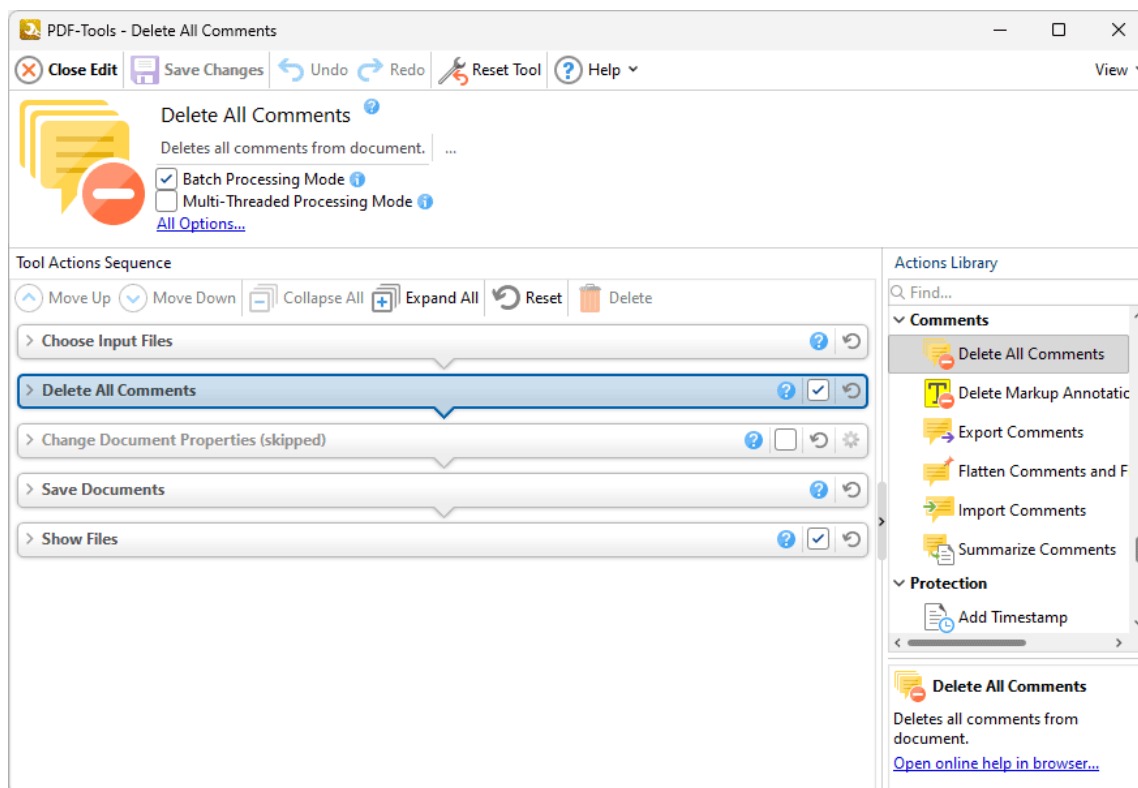 PDF-Tools - Delete All Comments
Close Edit Save Changes Undo Redo Reset Tool ? Help View
Delete All Comments ?
Deletes all comments from document. ...
Batch Processing Mode i
Multi-Threaded Processing Mode i
All Options...
Tool Actions Sequence
Move Up Move Down Collapse All Expand All Reset Delete
Choose Input Files ?
Delete All Comments ?
Change Document Properties (skipped) ?
Save Documents ?
Show Files ?
Actions Library
Find...
Comments
Delete All Comments
T Delete Markup Annotatio
Export Comments
Flatten Comments and F
Import Comments
Summarize Comments
Protection
Add Timestamp
Delete All Comments
Deletes all comments from
document.
Open online help in browser...